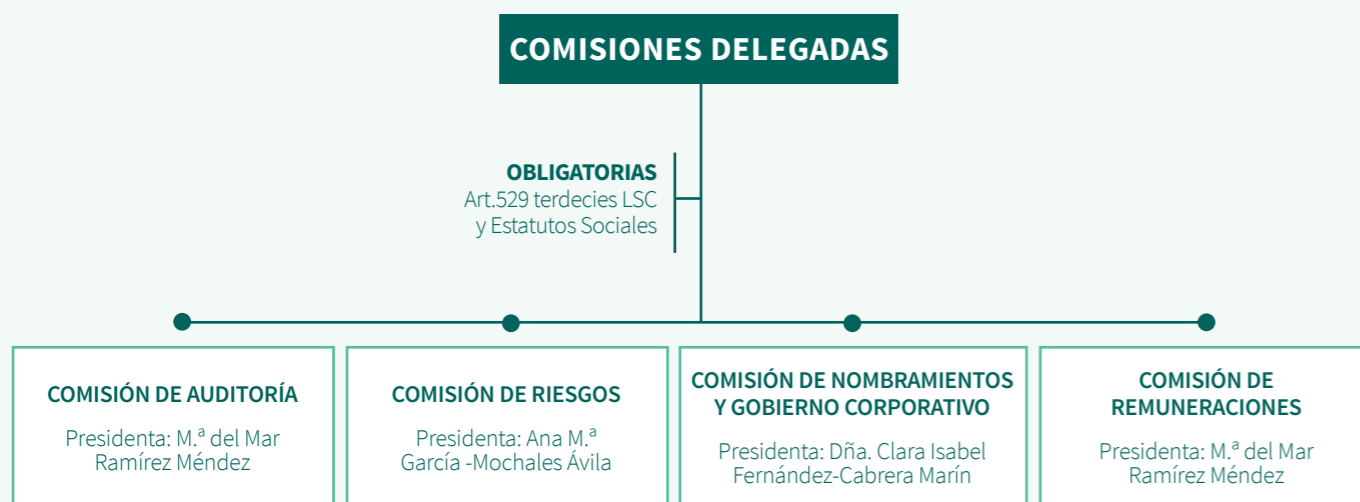 COMISIONES DELEGADAS
OBLIGATORIAS
Art.529 terdecies LSC
y Estatutos Sociales
COMISIÓN DE AUDITORÍA
Presidenta: M.ª del Mar
Ramírez Méndez
COMISIÓN DE RIESGOS
Presidenta: Ana M.ª
García -Mochales Ávila
COMISIÓN DE NOMBRAMIENTOS
Y GOBIERNO CORPORATIVO
Presidenta: Dña. Clara Isabel
Fernández-Cabrera Marín
COMISIÓN DE
REMUNERACIONES
Presidenta: M.ª del Mar
Ramírez Méndez